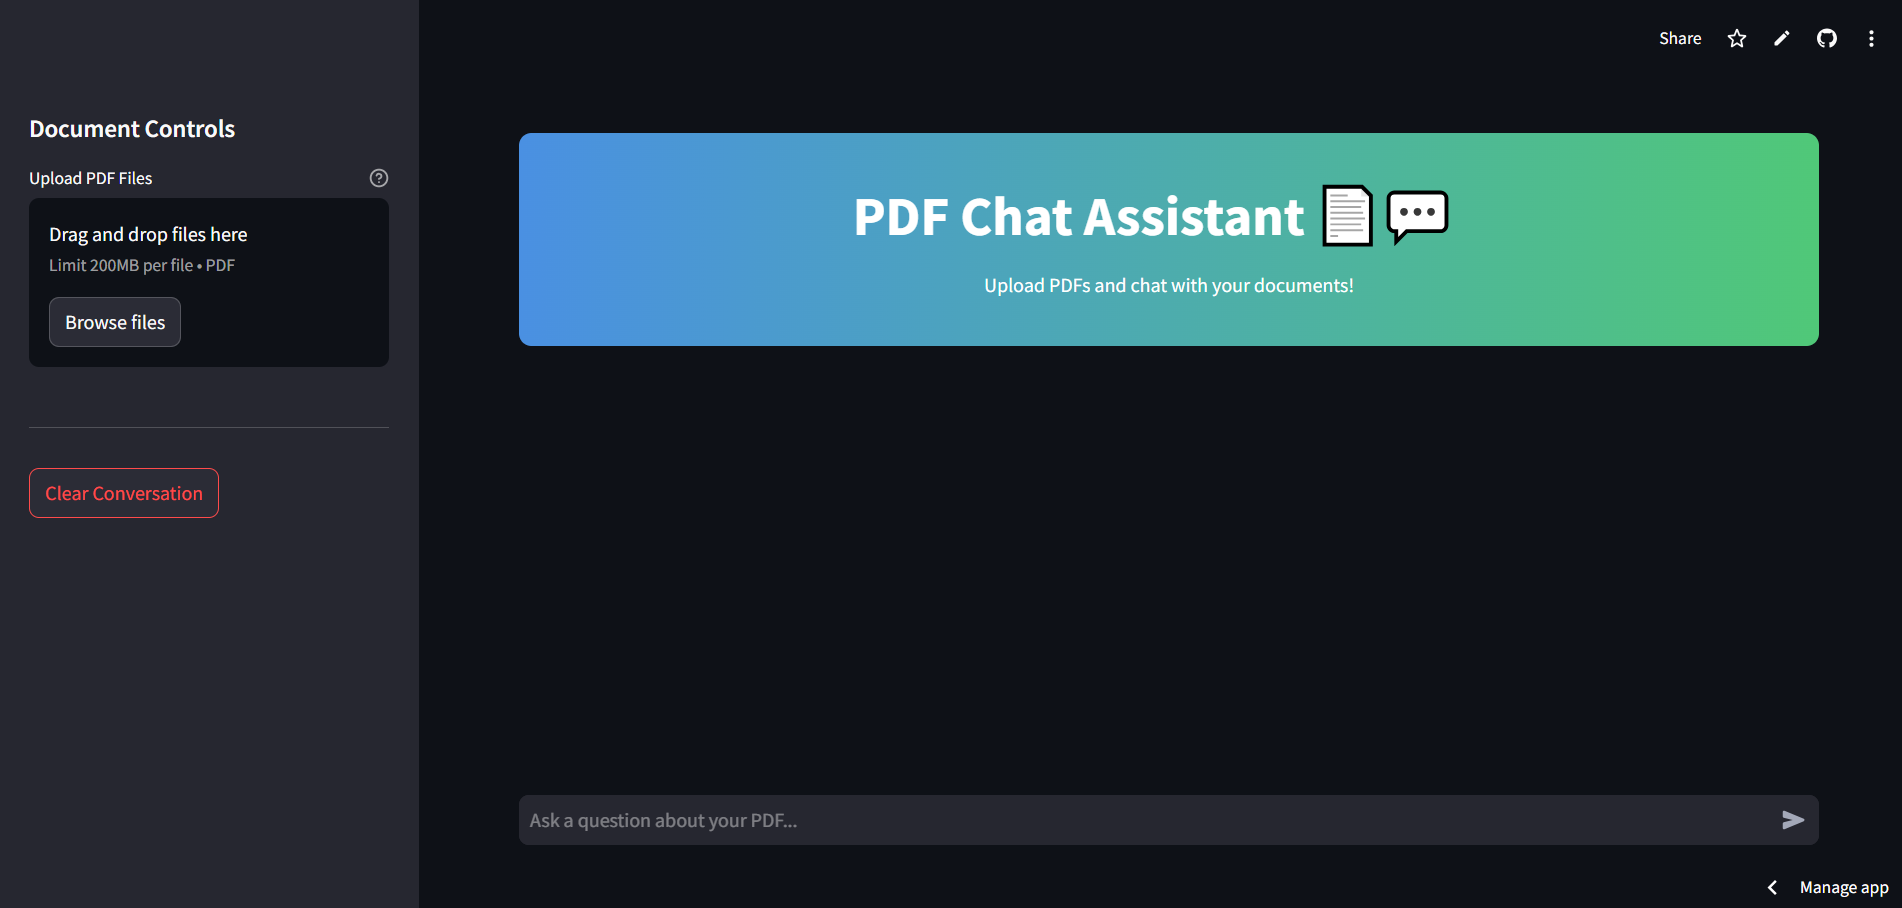 Share
Document Controls
Upload PDF Files
Drag and drop files here
Limit 200MB per file • PDF
Browse files
Clear Conversation
PDF Chat Assistant
Upload PDFs and chat with your documents!
Ask a question about your PDF...
Manage app